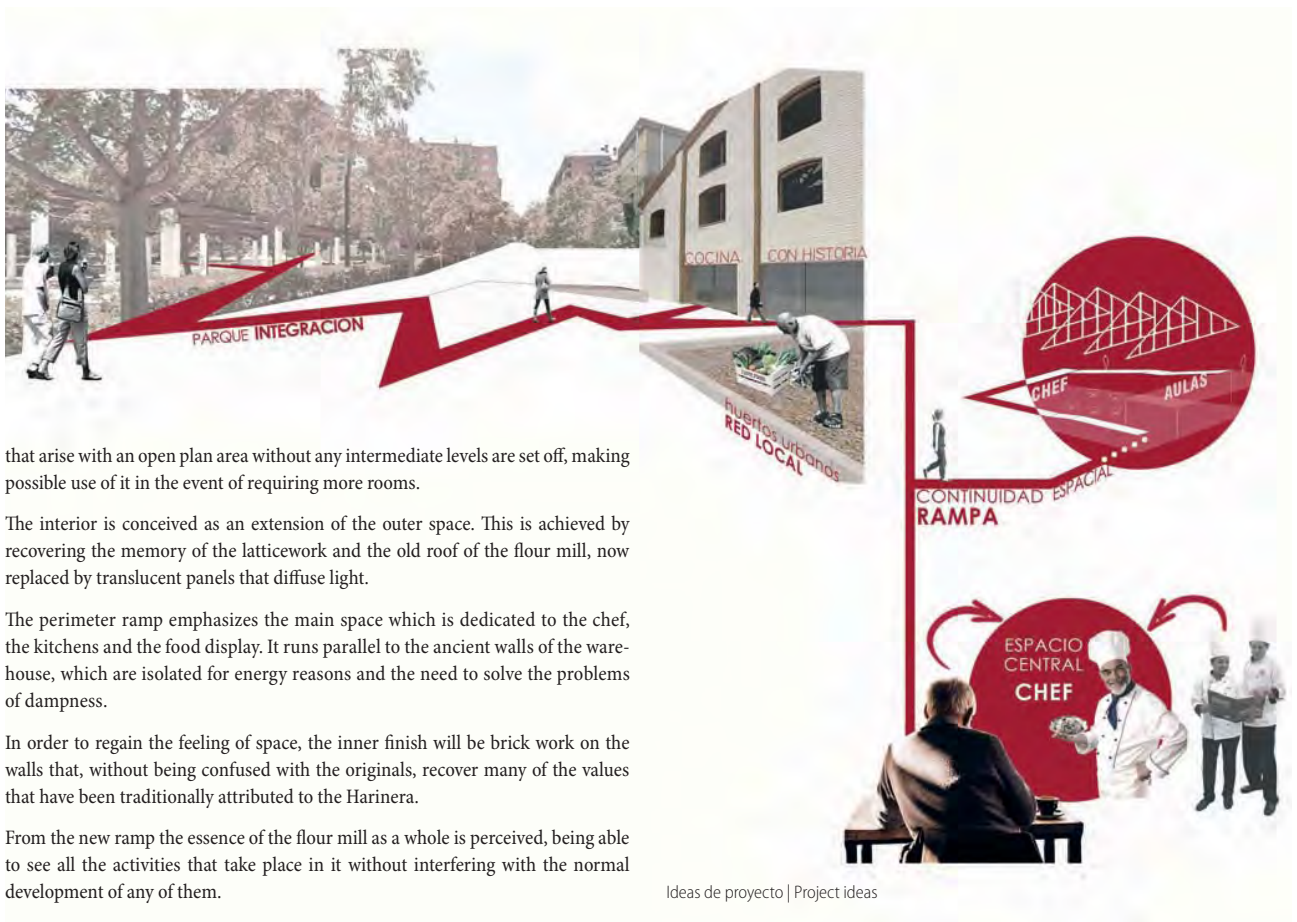 PARQUE INTEGRACION
COCINA CON HISTORIA
huertos urbanos
RED LOCAL
CHEF
AULAS
CONTINUIDAD ESPACIAL
RAMPA
ESPACIO
CENTRAL
CHEF
that arise with an open plan area without any intermediate levels are set off, making
possible use of it in the event of requiring more rooms.
The interior is conceived as an extension of the outer space. This is achieved by
recovering the memory of the latticework and the old roof of the flour mill, now
replaced by translucent panels that diffuse light.
The perimeter ramp emphasizes the main space which is dedicated to the chef,
the kitchens and the food display. It runs parallel to the ancient walls of the ware-
house, which are isolated for energy reasons and the need to solve the problems
of dampness.
In order to regain the feeling of space, the inner finish will be brick work on the
walls that, without being confused with the originals, recover many of the values
that have been traditionally attributed to the Harinera.
From the new ramp the essence of the flour mill as a whole is perceived, being able
to see all the activities that take place in it without interfering with the normal
development of any of them.
Ideas de proyecto | Project ideas